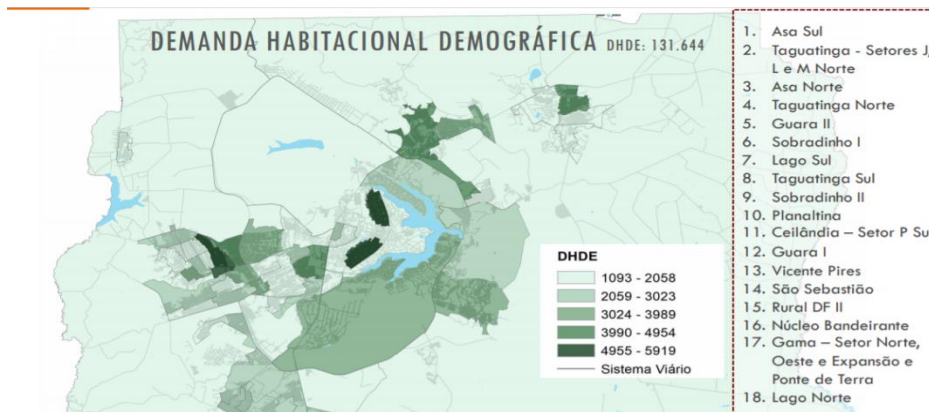 DEMANDA HABITACIONAL DEMOGRÁFICA DHDE: 131.644
DHDE
1093 - 2058
2059 - 3023
3024 - 3989
3990 - 4954
4955 - 5919
Sistema Viário
1. Asa Sul
2. Taguatinga - Setores J,
L e M Norte
3. Asa Norte
4. Taguatinga Norte
5. Guara II
6. Sobradinho I
7. Lago Sul
8. Taguatinga Sul
9. Sobradinho II
10. Planaltina
11. Ceilândia – Setor P Su
12. Guara I
13. Vicente Pires
14. São Sebastião
15. Rural DF II
16. Núcleo Bandeirante
17. Gama – Setor Norte,
Oeste e Expansão e
Ponte de Terra
18. Lago Norte